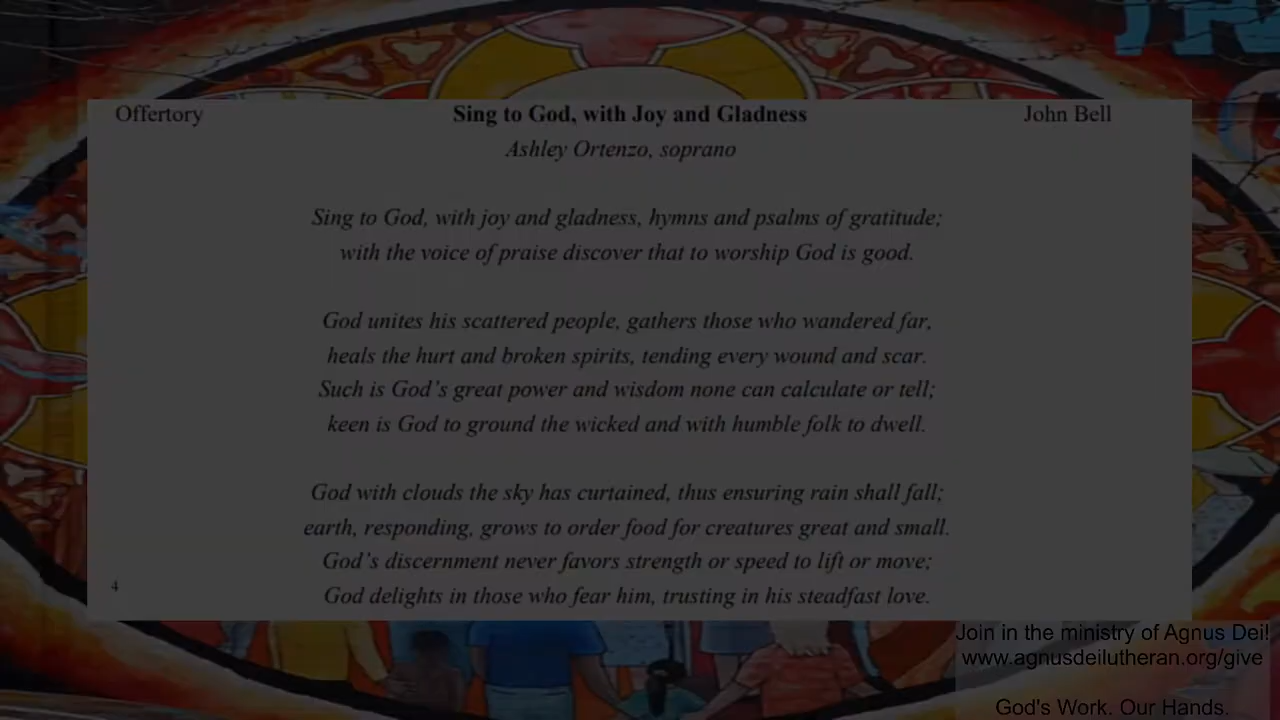 Offertory Sing to God, with Joy and Gladness John Bell
Ashley Ortenzo, soprano
Sing to God, with joy and gladness, hymns and psalms of gratitude;
with the voice of praise discover that to worship God is good.
God unites his scattered people, gathers those who wandered far,
heals the hurt and broken spirits, tending every wound and scar.
Such is God’s great power and wisdom none can calculate or tell;
keen is God to ground the wicked and with humble folk to dwell.
God with clouds the sky has curtained, thus ensuring rain shall fall;
earth, responding, grows to order food for creatures great and small.
God’s discernment never favors strength or speed to lift or move;
God delights in those who fear him, trusting in his steadfast love.
4
Join in the ministry of Agnus Dei!
www.agnusdeilutheran.org/give
God's Work. Our Hands.